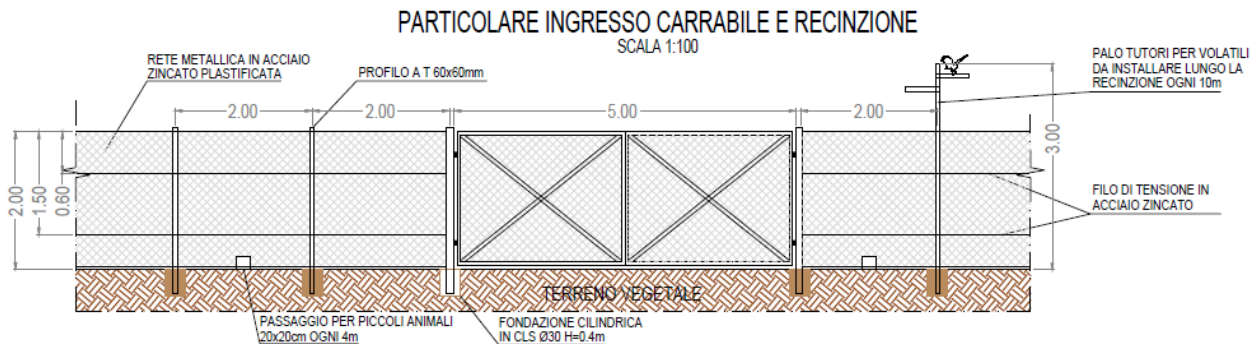 PARTICOLARE INGRESSO CARRABILE E RECINZIONE
SCALA 1:100
RETE METALLICA IN ACCIAIO
ZINCATO PLASTIFICATA
PROFILO A T 60x60mm
PALO TUTORI PER VOLATILI
DA INSTALLARE LUNGO LA
RECINZIONE OGNI 10m
2.00
2.00
5.00
2.00
3.00
2.00
1.50
0.60
FILO DI TENSIONE IN
ACCIAIO ZINCATO
TERRENO VEGETALE
PASSAGGIO PER PICCOLI ANIMALI
20x20cm OGNI 4m
FONDAZIONE CILINDRICA
IN CLS Ø30 H=0.4m